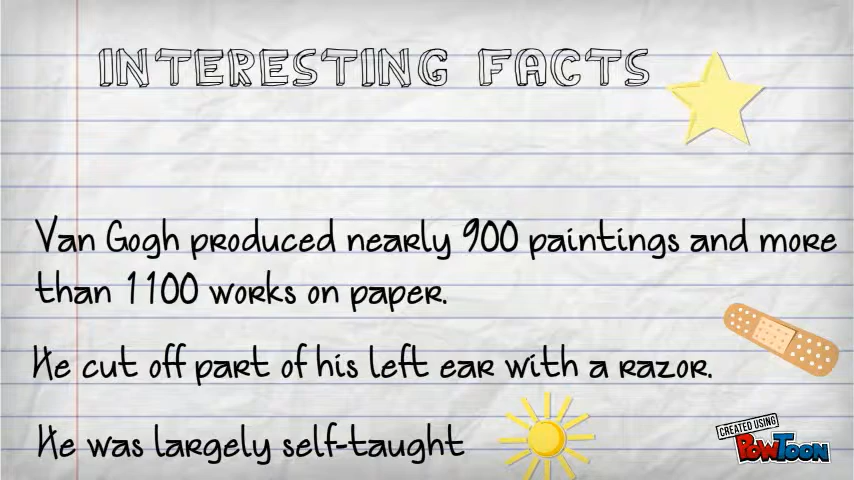 INTERESTING FACTS
Van Gogh produced nearly 900 paintings and more
than 1100 works on paper.
He cut off part of his left ear with a razor.
He was largely self-taught
CREATED USING
POWTOON